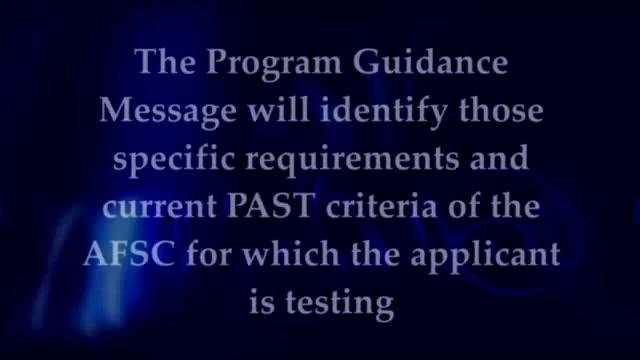 The Program Guidance
Message will identify those
specific requirements and
current PAST criteria of the
AFSC for which the applicant
is testing